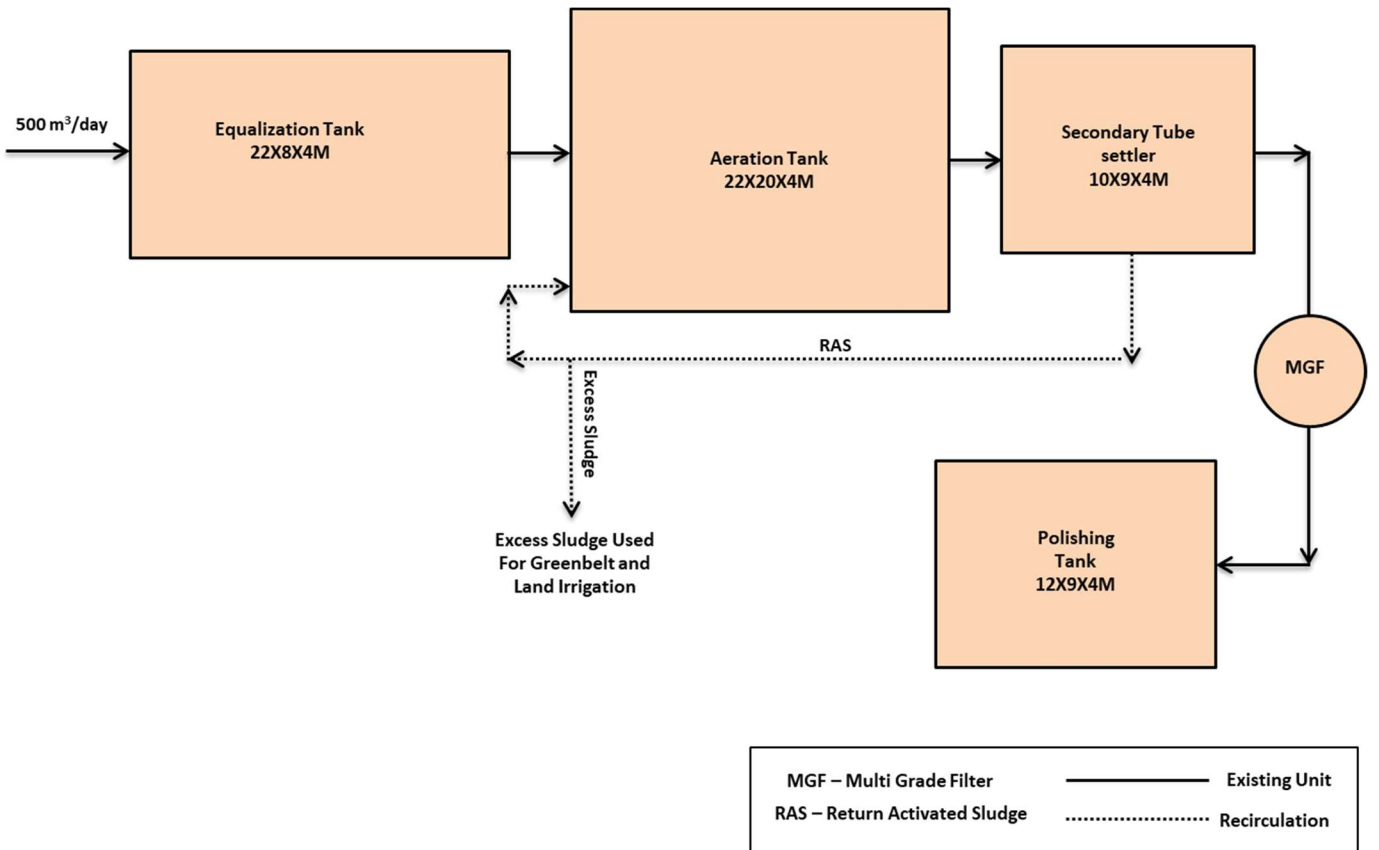 500 m³/day
Equalization Tank
22X8X4M
Aeration Tank
22X20X4M
Secondary Tube
settler
10X9X4M
RAS
MGF
Excess Sludge
Excess Sludge Used
For Greenbelt and
Land Irrigation
Polishing
Tank
12X9X4M
MGF – Multi Grade Filter
Existing Unit
RAS – Return Activated Sludge
Recirculation